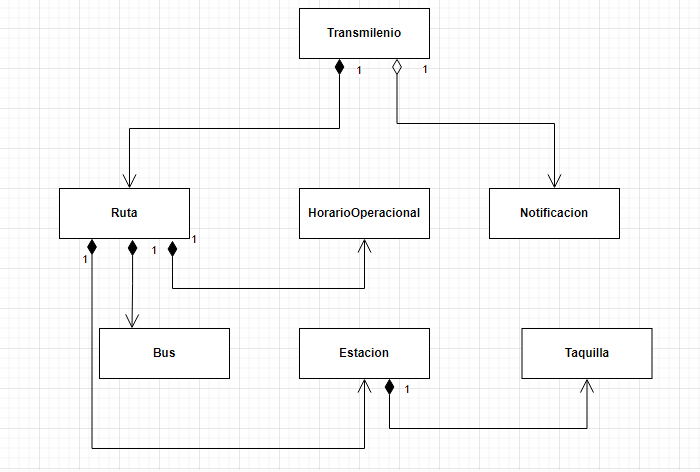 Transmilenio
1
1
Ruta
HorarioOperacional
Notificacion
1
1
1
Bus
Estacion
Taquilla
1